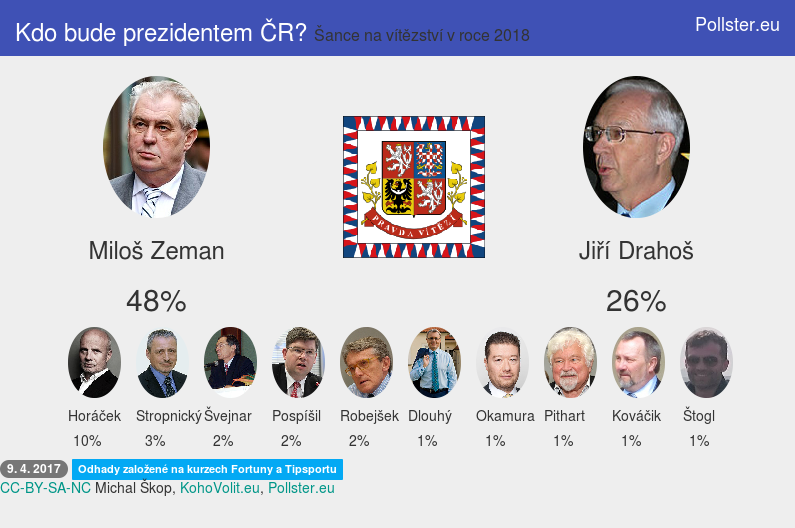 Kdo bude prezidentem ČR? Šance na vítězství v roce 2018
Pollster.eu
PRAVDA VÍTĚZÍ
Miloš Zeman
Jiří Drahoš
48%
26%
Horáček Stropnický Švejnar Pospíšil Robejšek Dlouhý Okamura Pithart Kováčik Štogl
10% 3% 2% 2% 2% 1% 1% 1% 1% 1%
9. 4. 2017 Odhady založené na kurzech Fortuny a Tipsportu
CC-BY-SA-NC Michal Škop, KohoVolit.eu, Pollster.eu